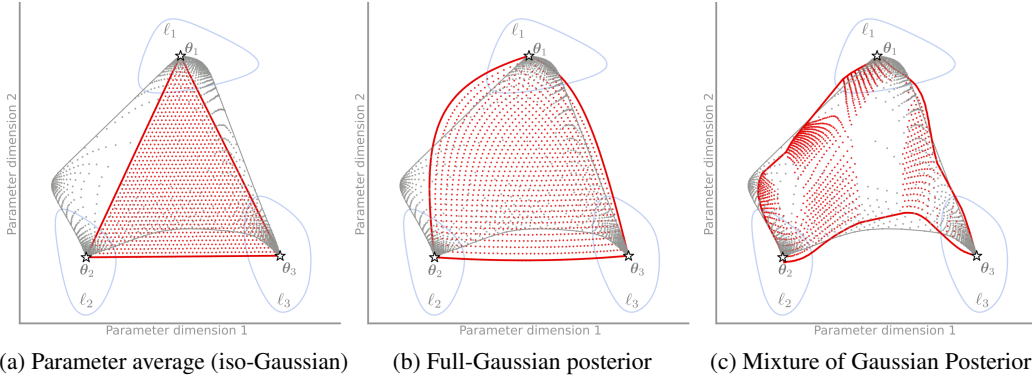 ℓ₁
θ₁
θ₂
θ₃
ℓ₂
ℓ₃
Parameter dimension 2
Parameter dimension 1
(a) Parameter average (iso-Gaussian)
ℓ₁
θ₁
θ₂
θ₃
ℓ₂
ℓ₃
Parameter dimension 2
Parameter dimension 1
(b) Full-Gaussian posterior
ℓ₁
θ₁
θ₂
θ₃
ℓ₂
ℓ₃
Parameter dimension 2
Parameter dimension 1
(c) Mixture of Gaussian Posterior